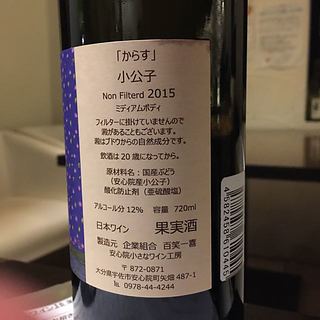 「からす」
小公子
Non Filterd 2015
ミディアムボディ
フィルターに掛けていませんので
澱があることもございます。
澱はブドウからの自然成分です。
飲酒は20歳になってから。
原材料名：国産ぶどう
（安心院産小公子）
酸化防止剤（亜硫酸塩）
アルコール分12% 容量 720ml
日本ワイン 果実酒
製造元 企業組合 百笑一喜
安心院小さなワイン工房
〒872-0871
大分県宇佐市安心院町矢畑 487-1
℡ 0978-44-4244